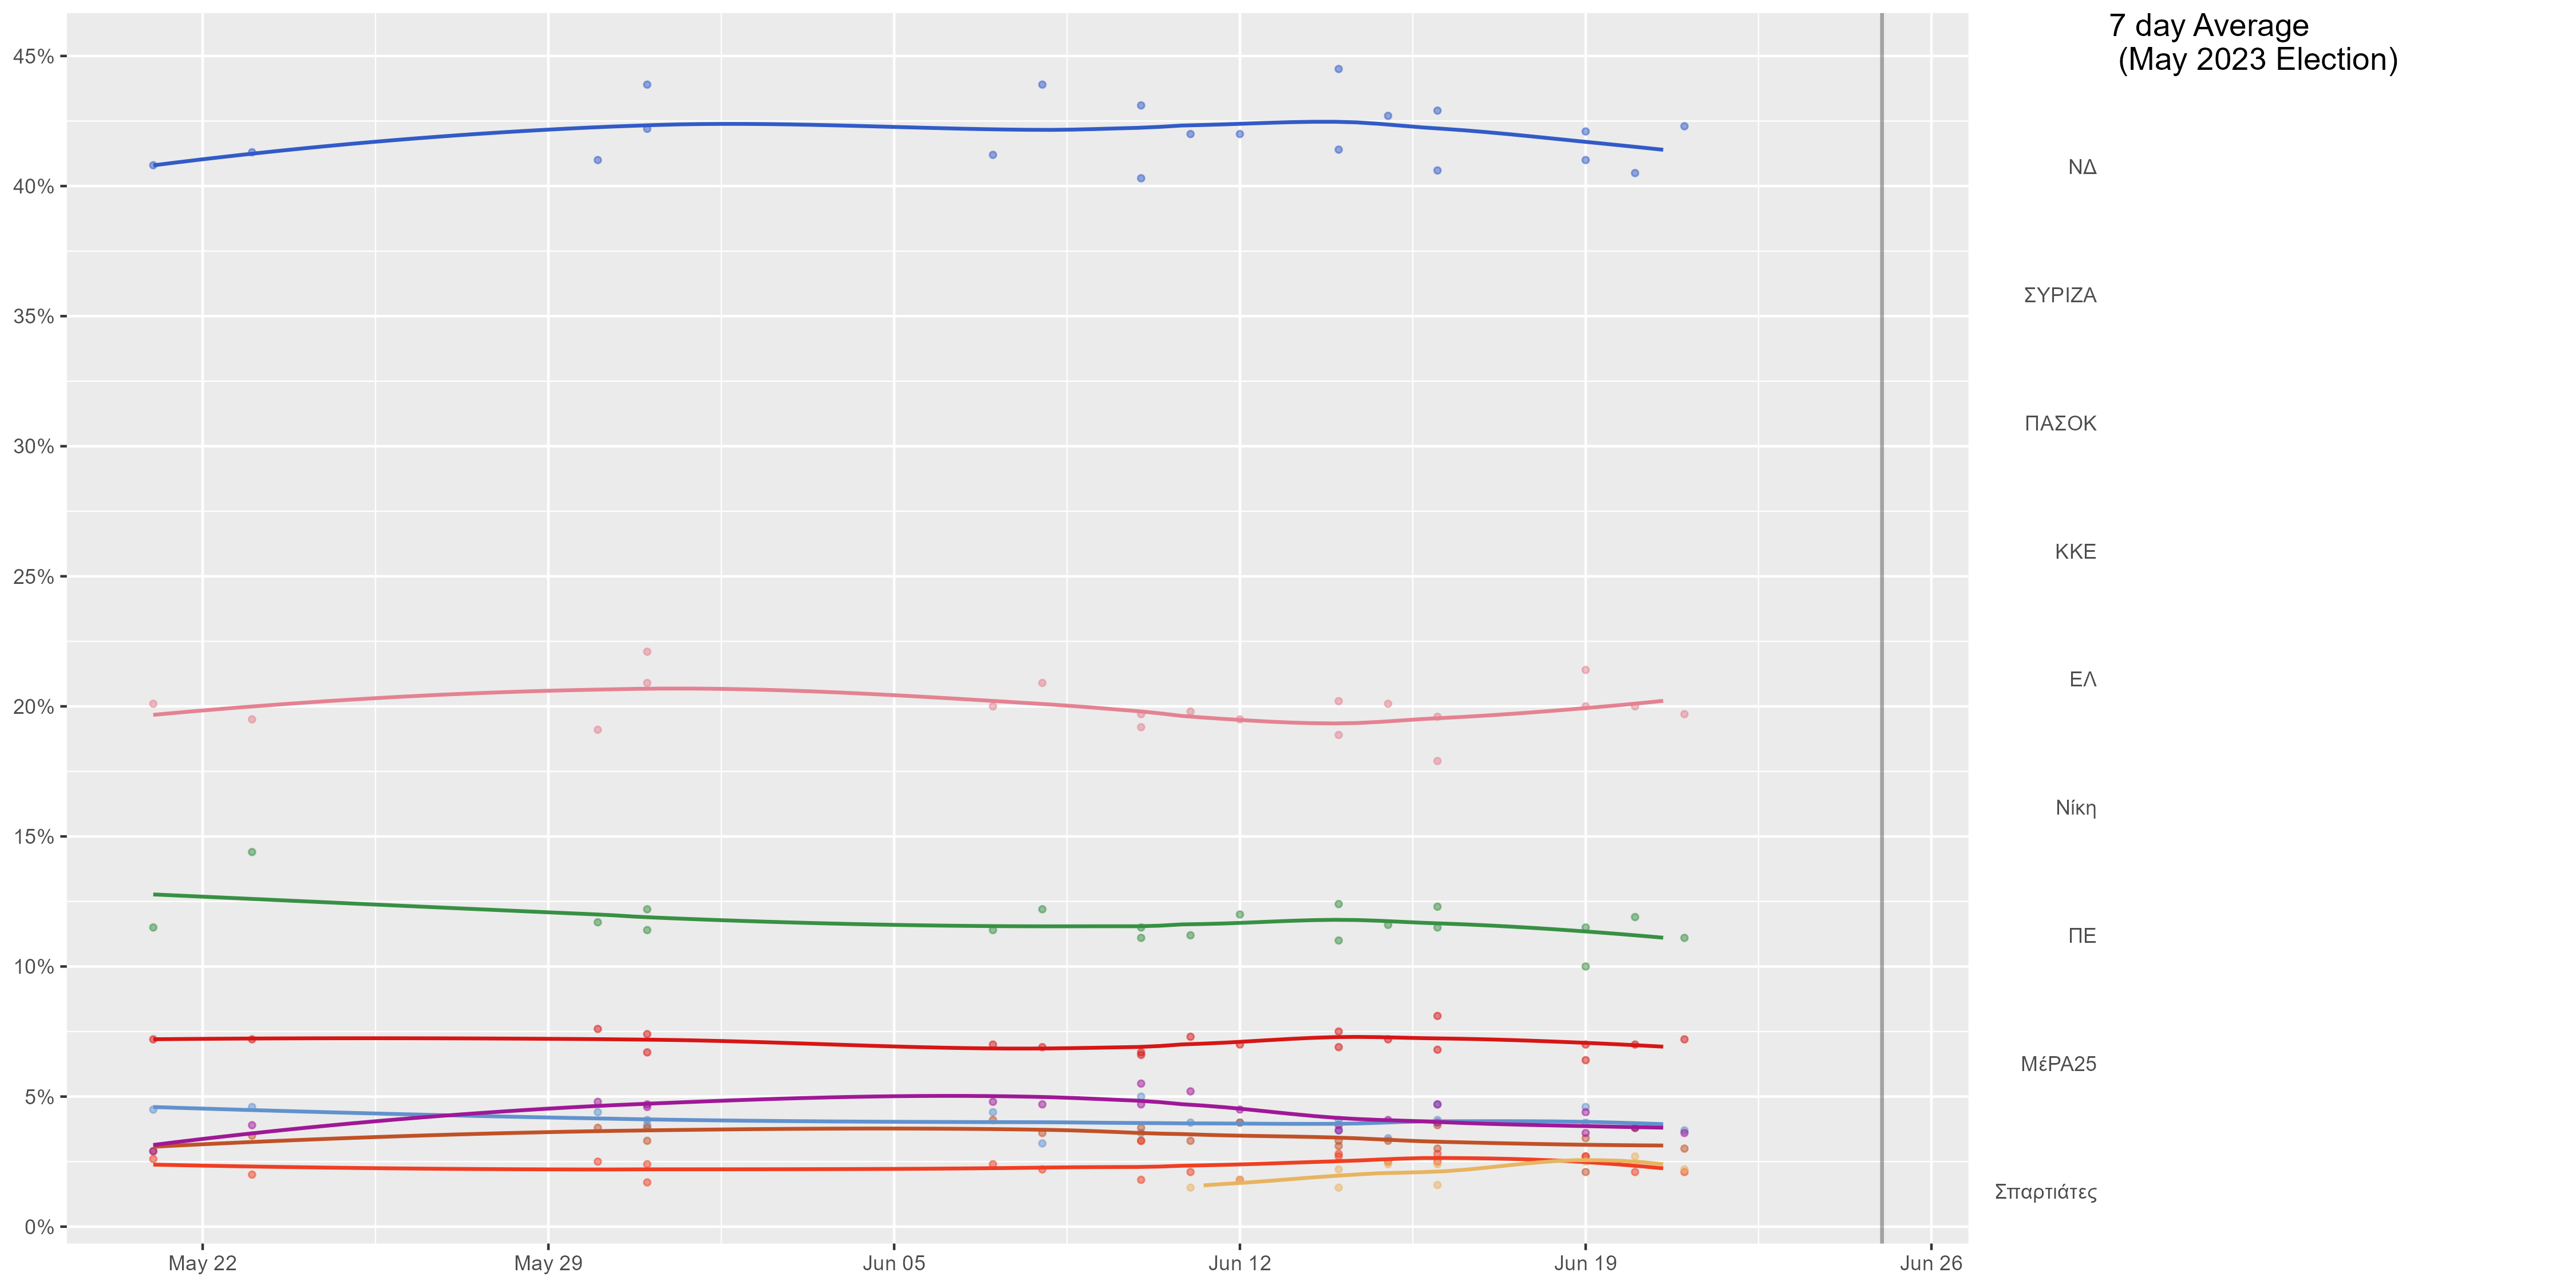 45%
40%
35%
30%
25%
20%
15%
10%
5%
0%
May 22
May 29
Jun 05
Jun 12
Jun 19
Jun 26
7 day Average
(May 2023 Election)
ΝΔ
ΣΥΡΙΖΑ
ΠΑΣΟΚ
ΚΚΕ
ΕΛ
Νίκη
ΠΕ
ΜέΡΑ25
Σπαρτιάτες